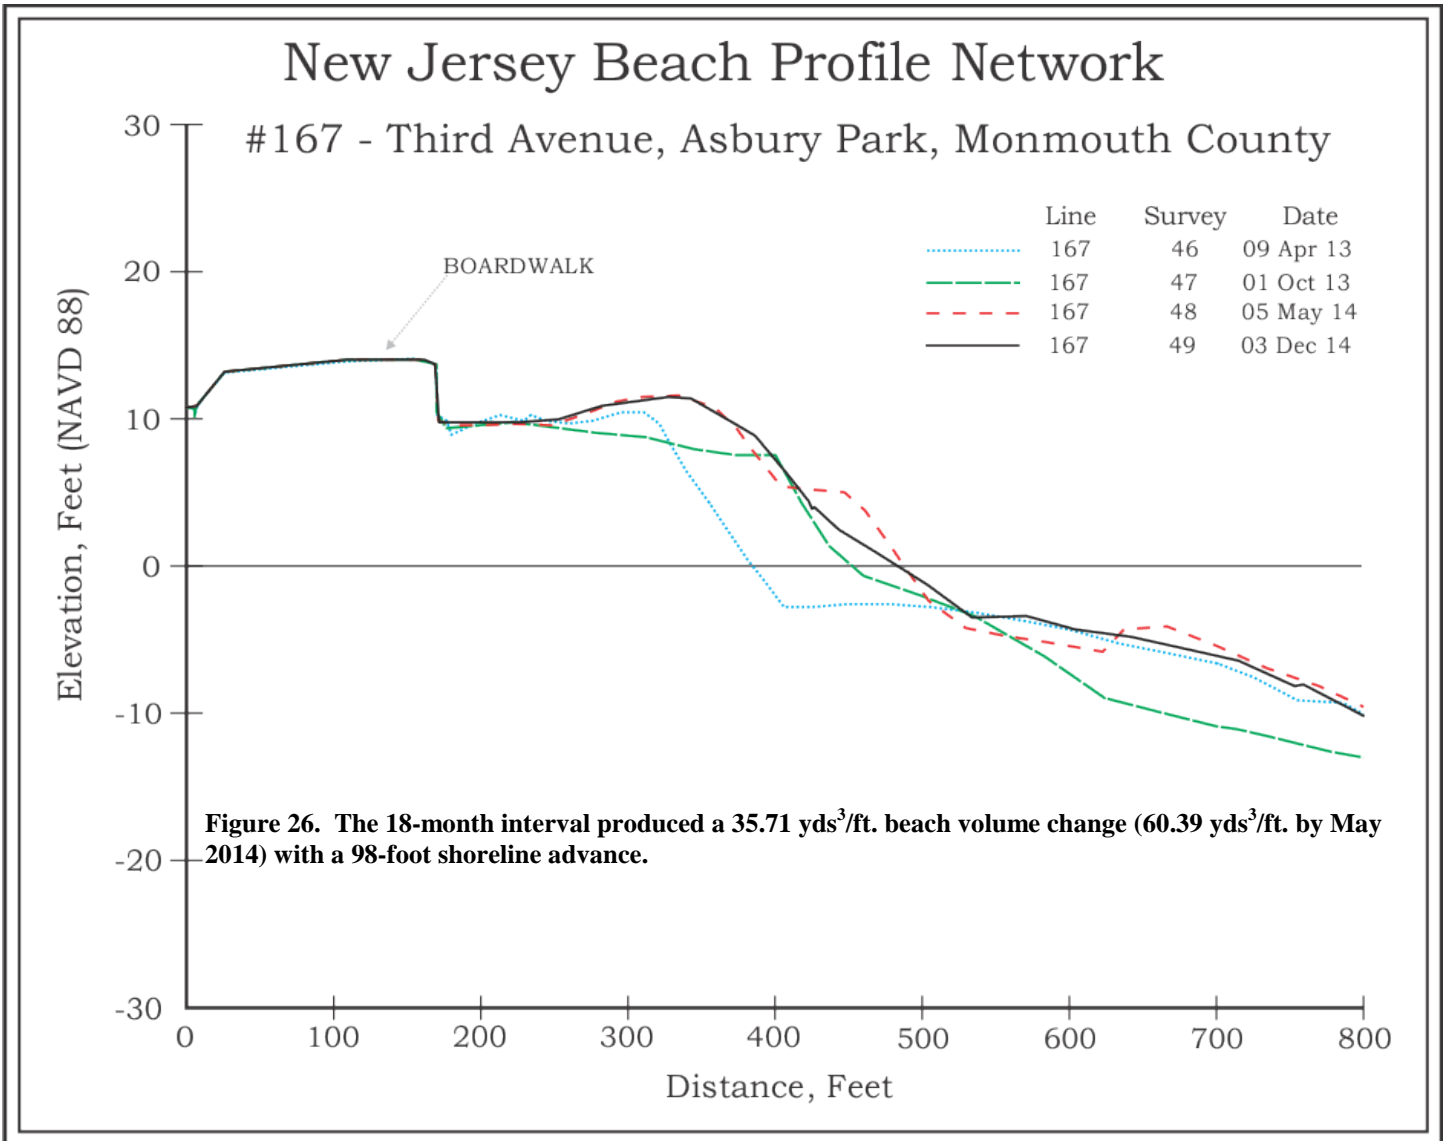 New Jersey Beach Profile Network
#167 - Third Avenue, Asbury Park, Monmouth County
Line Survey Date
167 46 09 Apr 13
167 47 01 Oct 13
167 48 05 May 14
167 49 03 Dec 14
BOARDWALK
Elevation, Feet (NAVD 88)
30
20
10
0
-10
-20
-30
Figure 26. The 18-month interval produced a 35.71 yds³/ft. beach volume change (60.39 yds³/ft. by May
2014) with a 98-foot shoreline advance.
0 100 200 300 400 500 600 700 800
Distance, Feet